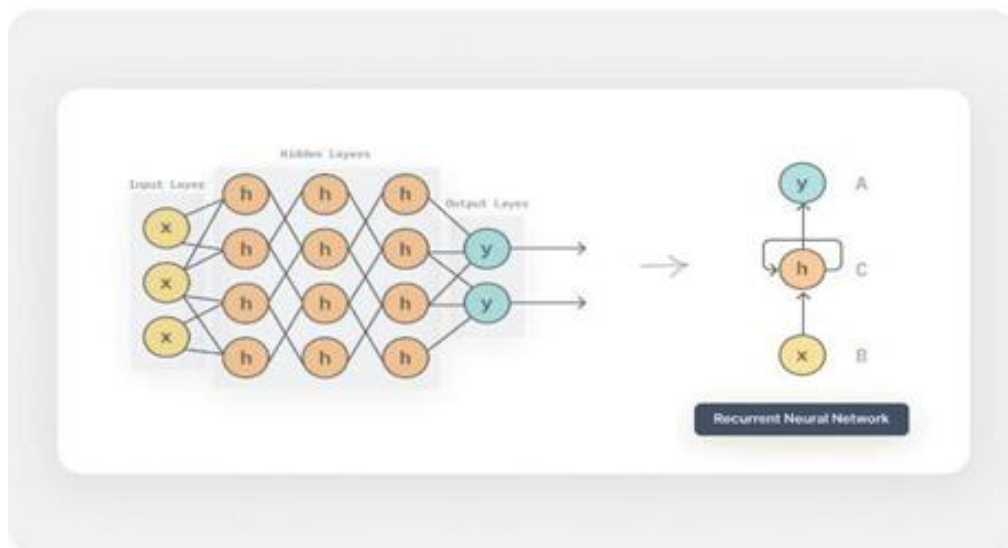 Hidden Layers
Input Layer
Output Layer
x
x
x
h
h
h
h
h
h
h
h
h
h
h
h
y
y
y
A
h
C
x
B
Recurrent Neural Network